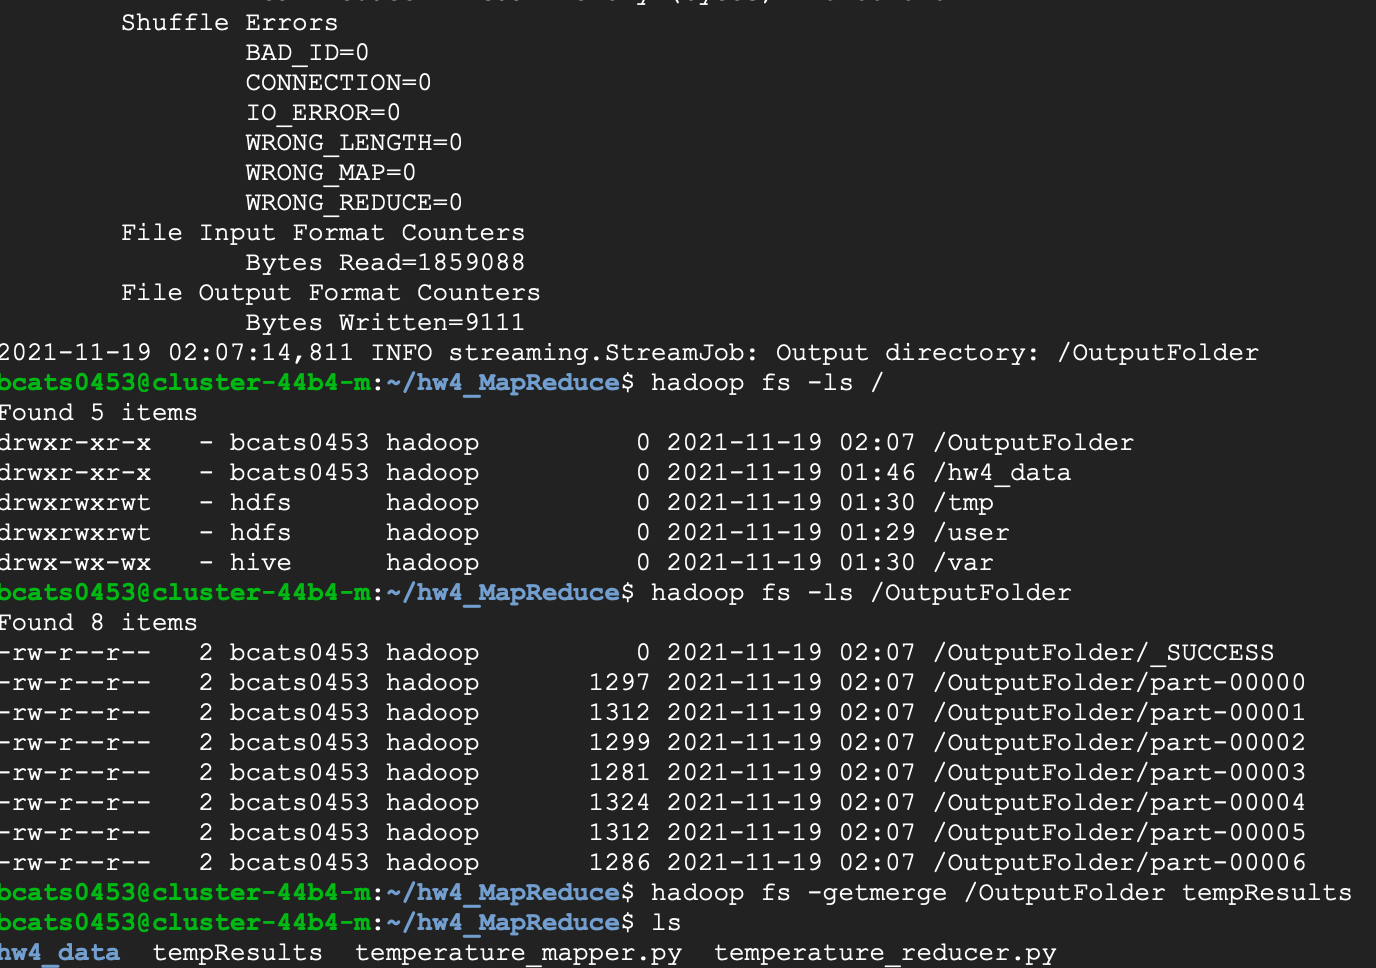 Shuffle Errors
BAD_ID=0
CONNECTION=0
IO_ERROR=0
WRONG_LENGTH=0
WRONG_MAP=0
WRONG_REDUCE=0
File Input Format Counters
Bytes Read=1859088
File Output Format Counters
Bytes Written=9111
2021-11-19 02:07:14,811 INFO streaming.StreamJob: Output directory: /OutputFolder
bcats0453@cluster-44b4-m:~/hw4_MapReduce$ hadoop fs -ls /
Found 5 items
drwxr-xr-x   - bcats0453 hadoop          0 2021-11-19 02:07 /OutputFolder
drwxr-xr-x   - bcats0453 hadoop          0 2021-11-19 01:46 /hw4_data
drwxrwxrwt   - hdfs      hadoop          0 2021-11-19 01:30 /tmp
drwxrwxrwt   - hdfs      hadoop          0 2021-11-19 01:29 /user
drwx-wx-wx   - hive      hadoop          0 2021-11-19 01:30 /var
bcats0453@cluster-44b4-m:~/hw4_MapReduce$ hadoop fs -ls /OutputFolder
Found 8 items
-rw-r--r--   2 bcats0453 hadoop          0 2021-11-19 02:07 /OutputFolder/_SUCCESS
-rw-r--r--   2 bcats0453 hadoop       1297 2021-11-19 02:07 /OutputFolder/part-00000
-rw-r--r--   2 bcats0453 hadoop       1312 2021-11-19 02:07 /OutputFolder/part-00001
-rw-r--r--   2 bcats0453 hadoop       1299 2021-11-19 02:07 /OutputFolder/part-00002
-rw-r--r--   2 bcats0453 hadoop       1281 2021-11-19 02:07 /OutputFolder/part-00003
-rw-r--r--   2 bcats0453 hadoop       1324 2021-11-19 02:07 /OutputFolder/part-00004
-rw-r--r--   2 bcats0453 hadoop       1312 2021-11-19 02:07 /OutputFolder/part-00005
-rw-r--r--   2 bcats0453 hadoop       1286 2021-11-19 02:07 /OutputFolder/part-00006
bcats0453@cluster-44b4-m:~/hw4_MapReduce$ hadoop fs -getmerge /OutputFolder tempResults
bcats0453@cluster-44b4-m:~/hw4_MapReduce$ ls
hw4_data  tempResults  temperature_mapper.py  temperature_reducer.py